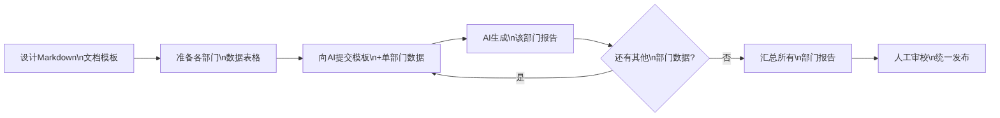 设计Markdown\n文档模板
准备各部门\n数据表格
向AI提交模板\n+单部门数据
AI生成\n该部门报告
还有其他\n部门数据?
是
否
汇总所有\n部门报告
人工审校\n统一发布